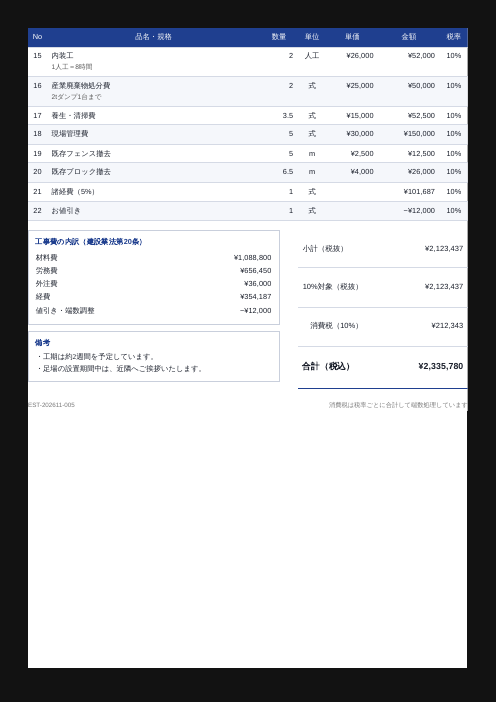 No 品名・規格 数量 単位 単価 金額 税率
15 内装工 2 人工 ¥26,000 ¥52,000 10%
1人工＝8時間
16 産業廃棄物処分費 2 式 ¥25,000 ¥50,000 10%
2tダンプ1台まで
17 養生・清掃費 3.5 式 ¥15,000 ¥52,500 10%
18 現場管理費 5 式 ¥30,000 ¥150,000 10%
19 既存フェンス撤去 5 m ¥2,500 ¥12,500 10%
20 既存ブロック撤去 6.5 m ¥4,000 ¥26,000 10%
21 諸経費（5%） 1 式 ¥101,687 10%
22 お値引き 1 式 −¥12,000 10%
工事費の内訳（建設業法第20条）
材料費 ¥1,088,800
労務費 ¥656,450
外注費 ¥36,000
経費 ¥354,187
値引き・端数調整 −¥12,000
備考
・工期は約2週間を予定しています。
・足場の設置期間中は、近隣へご挨拶いたします。
小計（税抜） ¥2,123,437
10%対象（税抜） ¥2,123,437
消費税（10%） ¥212,343
合計（税込） ¥2,335,780
EST-202611-005 消費税は税率ごとに合計して端数処理しています